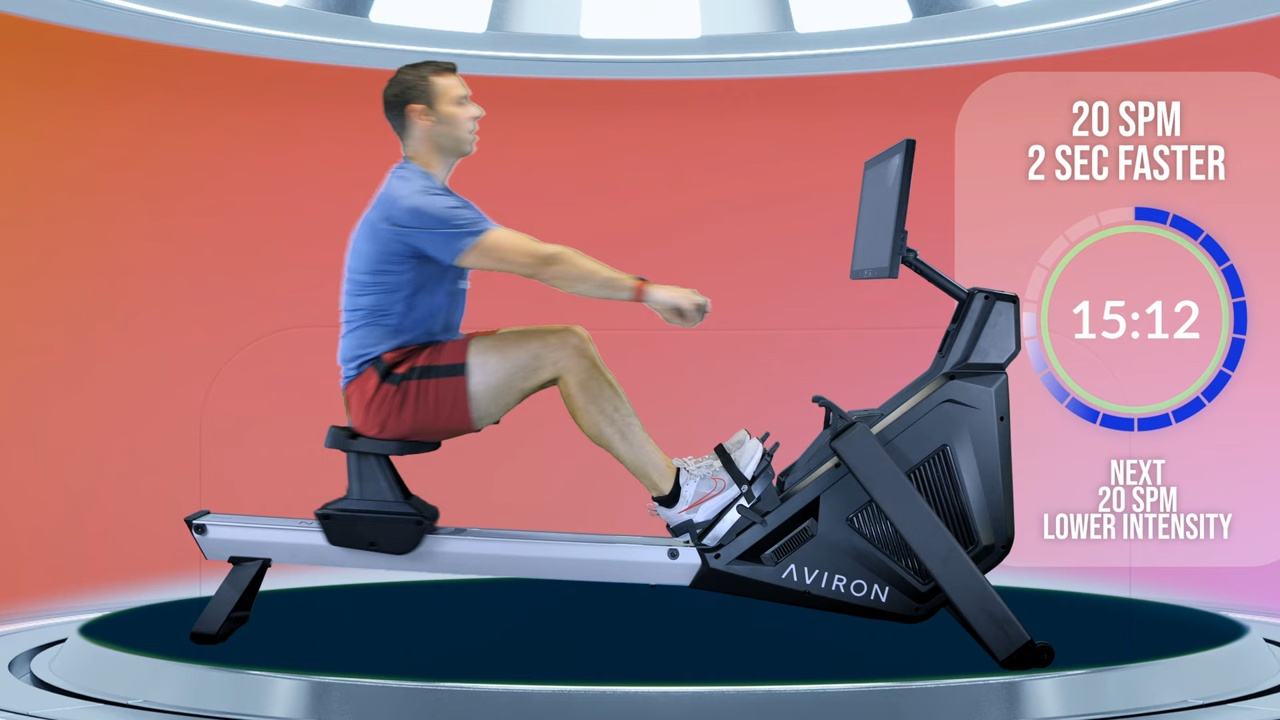 20 SPM
2 SEC FASTER
15:12
NEXT
20 SPM
LOWER INTENSITY
AVIRON